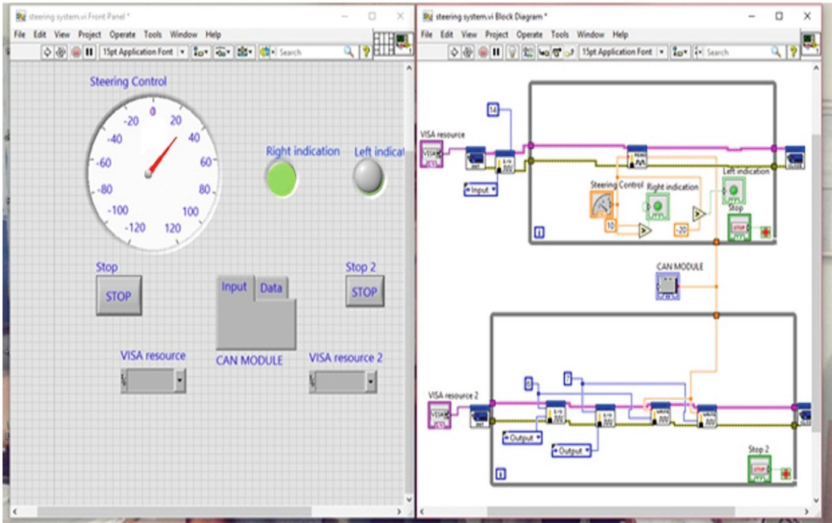 steering system.vi Front Panel *
File Edit View Project Operate Tools Window Help
15pt Application Font
Search
Steering Control
0
-20 20
-40 40
-60 60
-80 80
-100 100
-120 120
Right indication
Left indicat
Stop
STOP
Input Data
CAN MODULE
Stop 2
STOP
VISA resource
VISA resource 2
steering system.vi Block Diagram *
File Edit View Project Operate Tools Window Help
15pt Application Font
Search
14
VISA resource
Input
Steering Control
Right indication
Left indication
10
-20
Stop
STOP
i
CAN MODULE
6
7
VISA resource 2
Output
Output
Stop 2
STOP
i